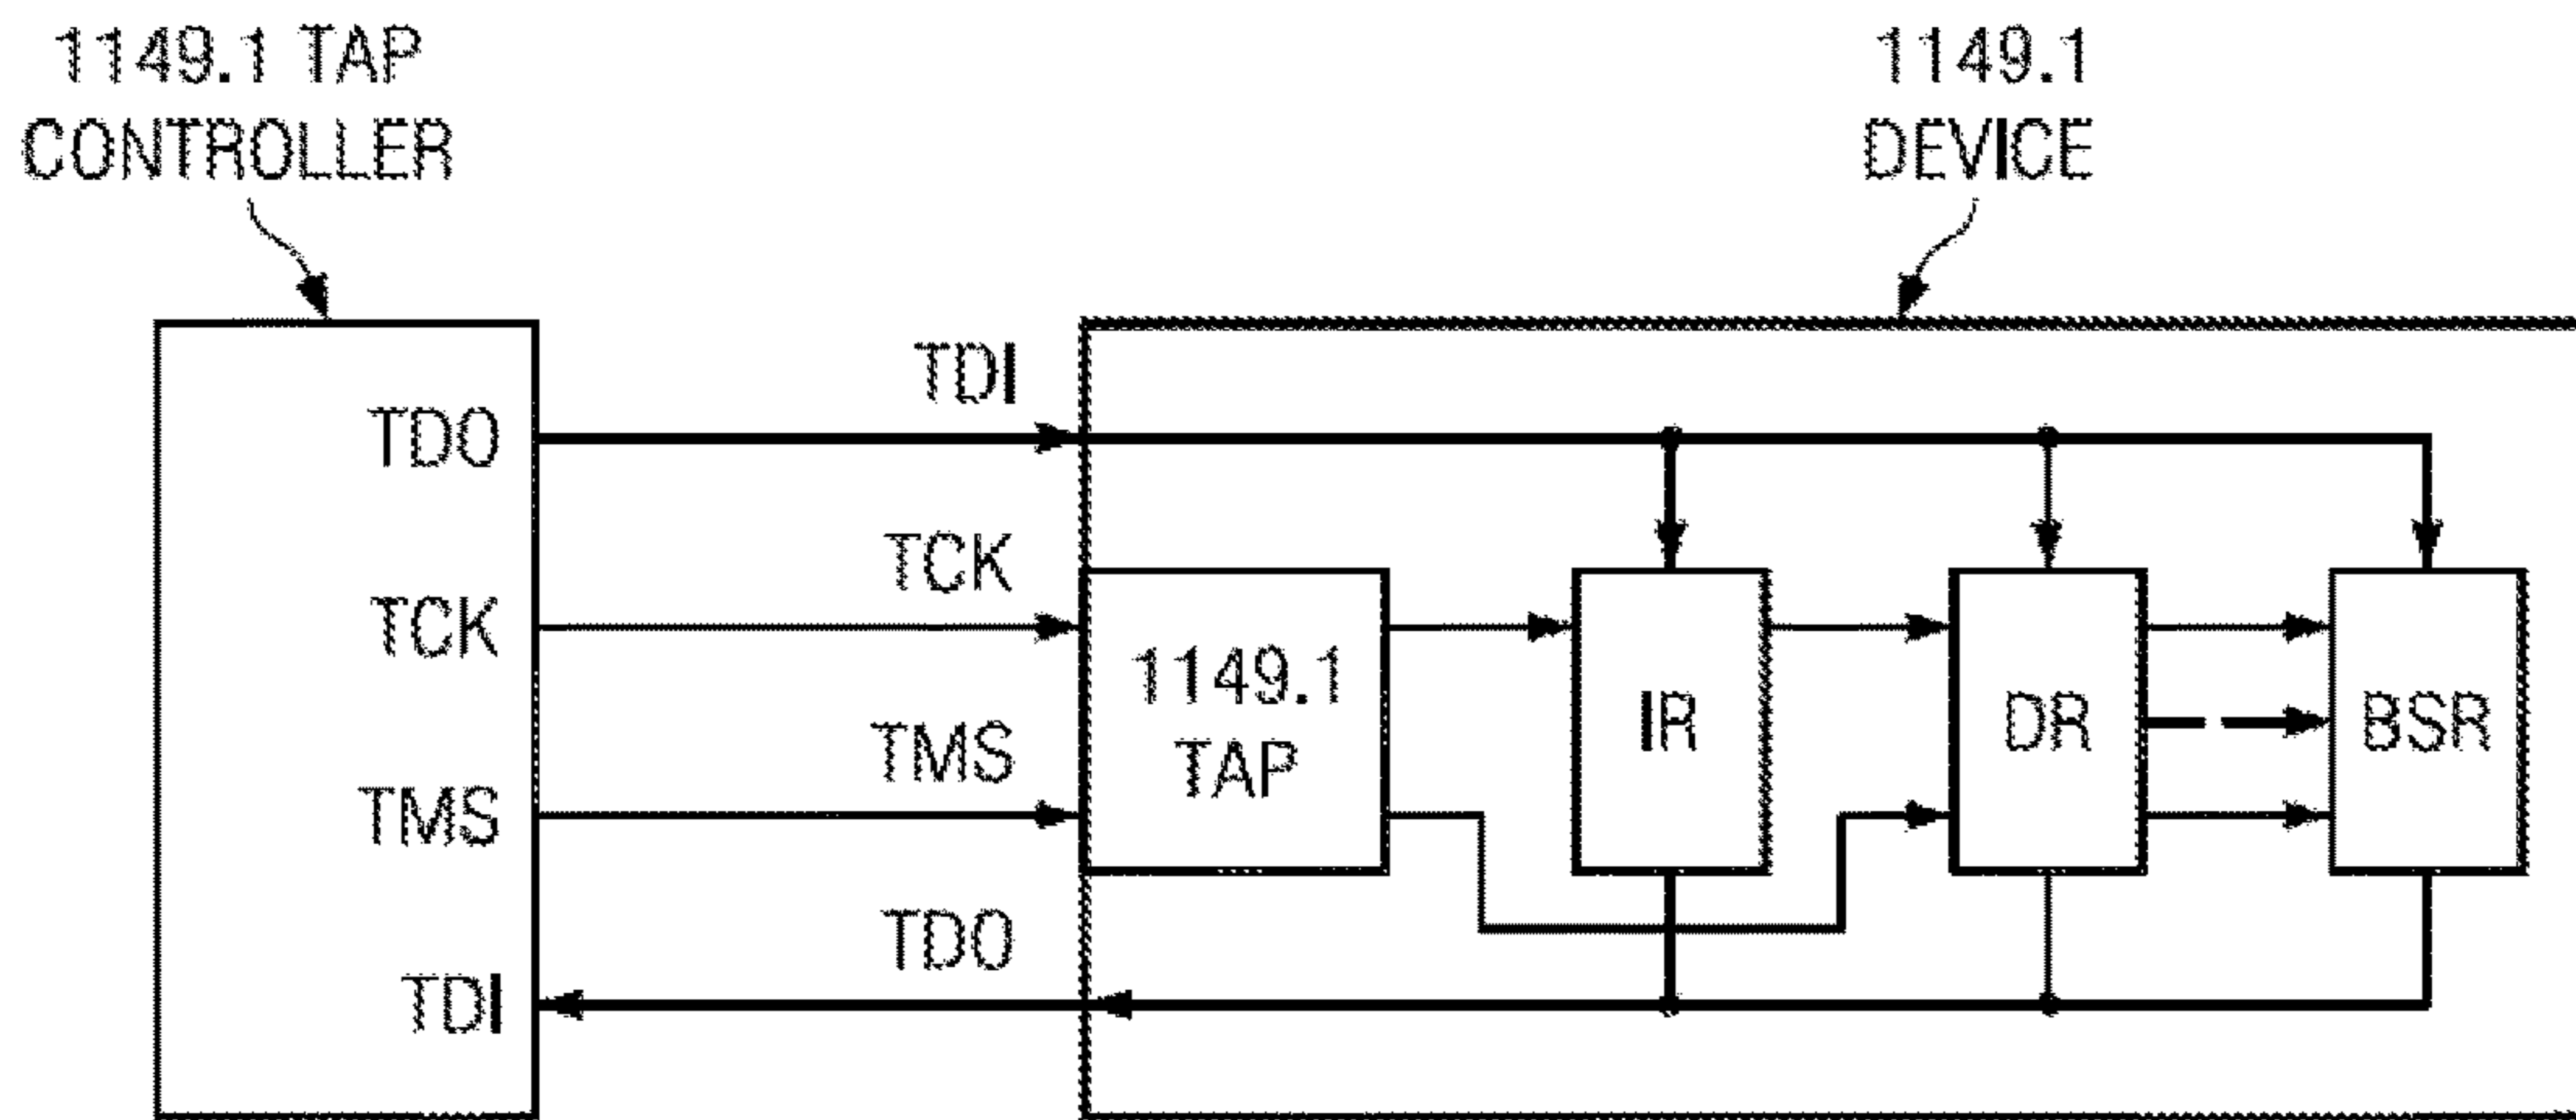 1149.1 TAP
CONTROLLER
1149.1
DEVICE
TDO
TCK
TMS
TDI
TDI
TCK
TMS
TDO
1149.1
TAP
IR
DR
BSR